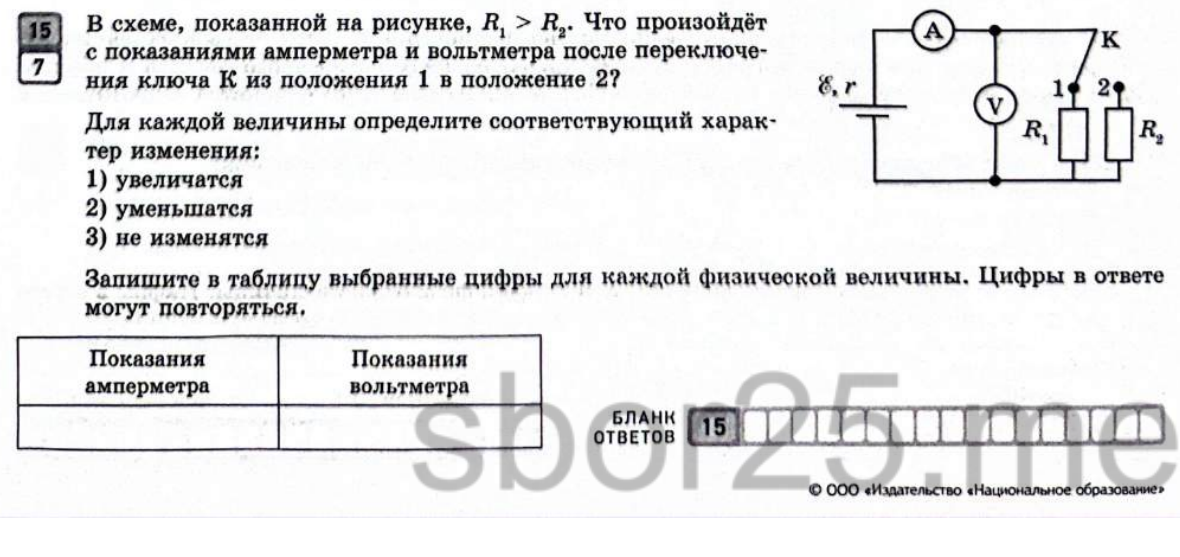 15
7
В схеме, показанной на рисунке, R₁ > R₂. Что произойдёт
с показаниями амперметра и вольтметра после переключе-
ния ключа К из положения 1 в положение 2?
Для каждой величины определите соответствующий харак-
тер изменения:
1) увеличатся
2) уменьшатся
3) не изменятся
A
K
ℰ, r
V
1
2
R₁
R₂
Запишите в таблицу выбранные цифры для каждой физической величины. Цифры в ответе
могут повторяться.
Показания
амперметра
Показания
вольтметра
БЛАНК
ОТВЕТОВ
15
sbor25.me
© ООО «Издательство «Национальное образование»